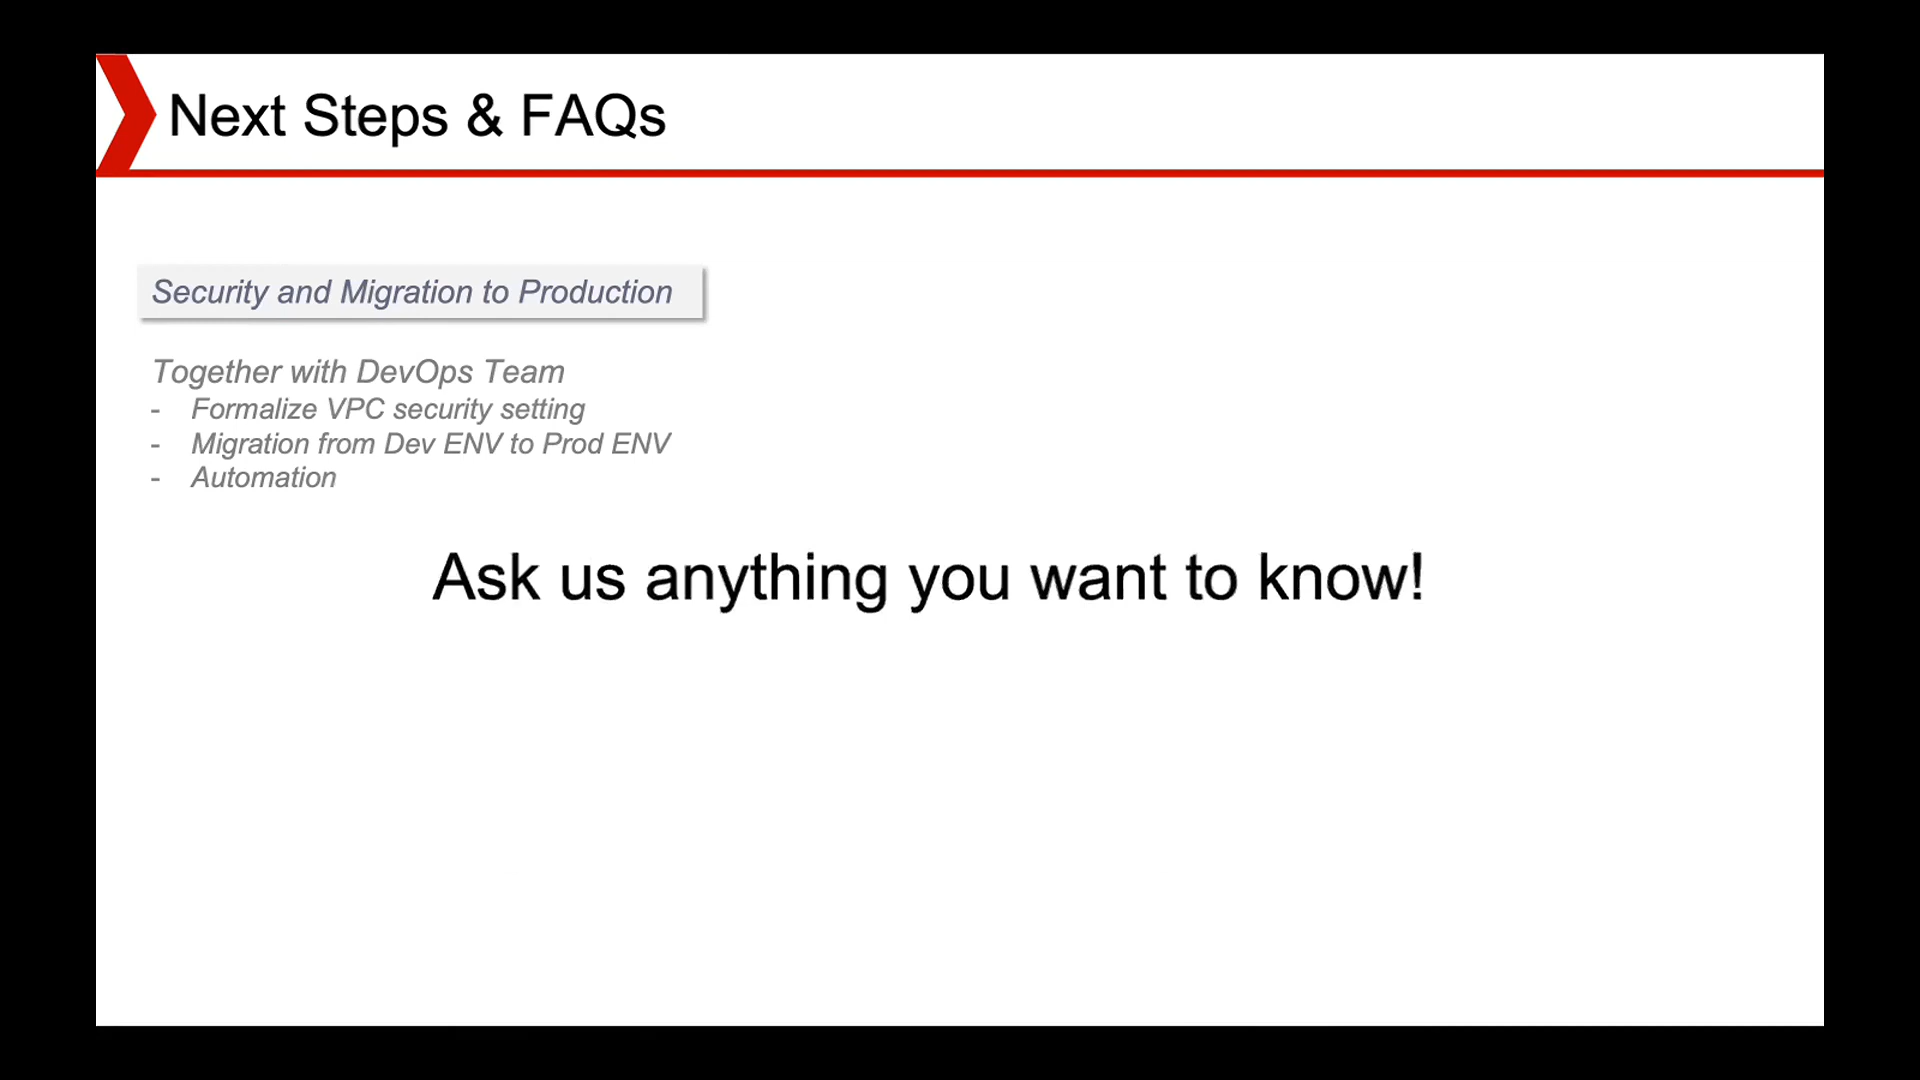 Next Steps & FAQs
Security and Migration to Production
Together with DevOps Team
- Formalize VPC security setting
- Migration from Dev ENV to Prod ENV
- Automation
Ask us anything you want to know!